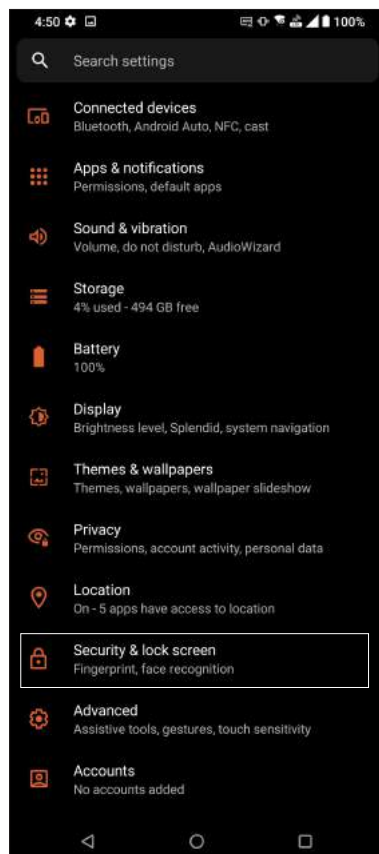 4:50 100%
Search settings
Connected devices
Bluetooth, Android Auto, NFC, cast
Apps & notifications
Permissions, default apps
Sound & vibration
Volume, do not disturb, AudioWizard
Storage
4% used - 494 GB free
Battery
100%
Display
Brightness level, Splendid, system navigation
Themes & wallpapers
Themes, wallpapers, wallpaper slideshow
Privacy
Permissions, account activity, personal data
Location
On - 5 apps have access to location
Security & lock screen
Fingerprint, face recognition
Advanced
Assistive tools, gestures, touch sensitivity
Accounts
No accounts added